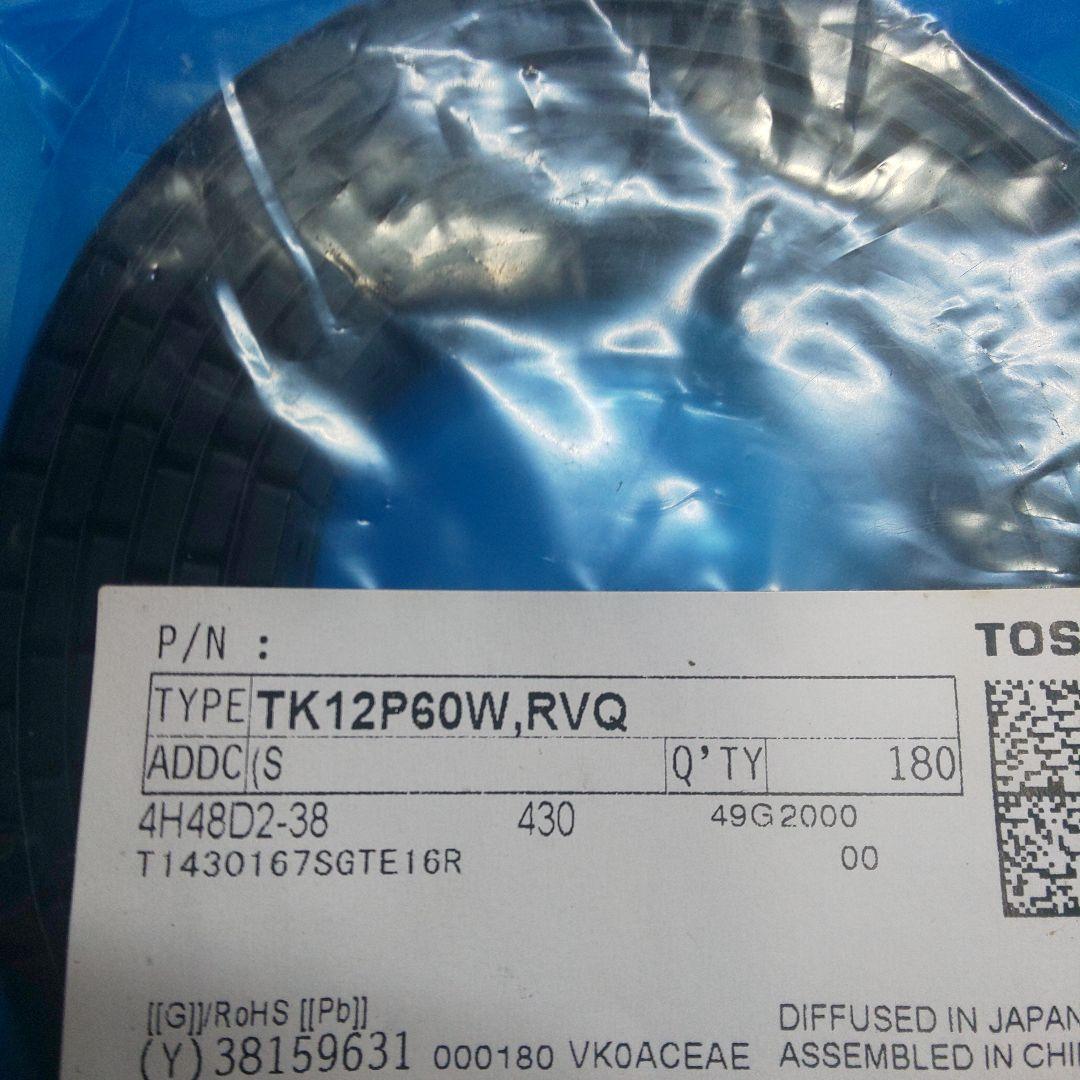 P/N :
TOS
TYPE TK12P60W,RVQ
ADDC (S Q'TY 180
4H48D2-38 430 49G2000
T1430167SGTE16R 00
[[G]]/RoHS [[Pb]]
DIFFUSED IN JAPAN
(Y)38159631 000180 VK0ACEAE ASSEMBLED IN CHI